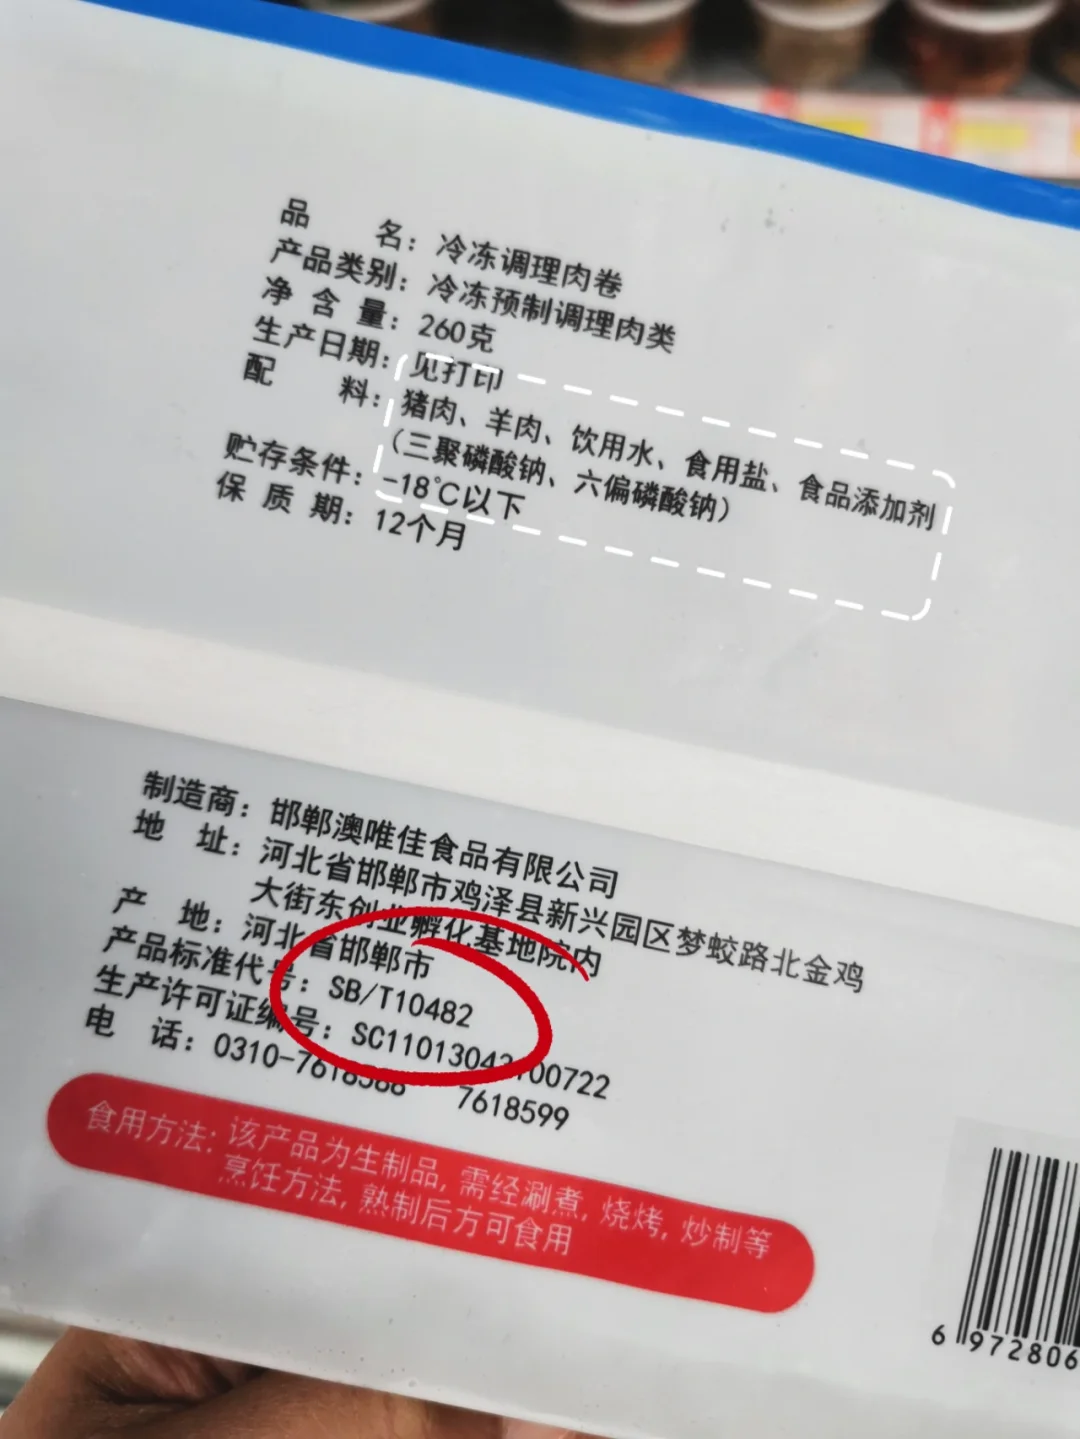 品名：冷冻调理肉卷
产品类别：冷冻预制调理肉类
净含量：260克
生产日期：见打印
配料：猪肉、羊肉、饮用水、食用盐、食品添加剂
（三聚磷酸钠、六偏磷酸钠）
贮存条件：-18℃以下
保质期：12个月
制造商：邯郸澳唯佳食品有限公司
地址：河北省邯郸市鸡泽县新兴园区梦蛟路北金鸡
大街东创业孵化基地院内
产地：河北省邯郸市
产品标准代号：SB/T10482
生产许可证编号：
电话：0310-7618588 7618599
食用方法：该产品为生制品，需经涮煮，烧烤，炒制等
烹饪方法，熟制后方可食用
6 972806